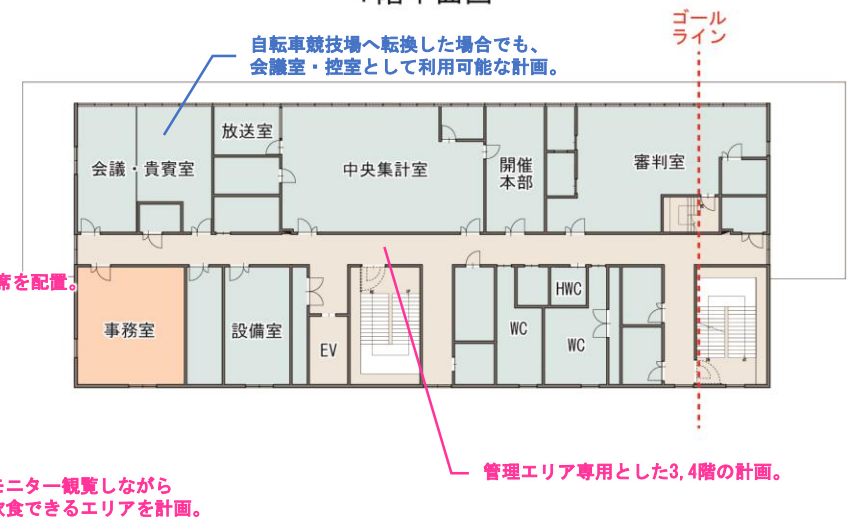 ゴール
ライン
自転車競技場へ転換した場合でも、
会議室・控室として利用可能な計画。
放送室
会議・貴賓室
中央集計室
開催
本部
審判室
席を配置。
事務室
設備室
EV
WC
HWC
WC
管理エリア専用とした3,4階の計画。
モニター観覧しながら
飲食できるエリアを計画。